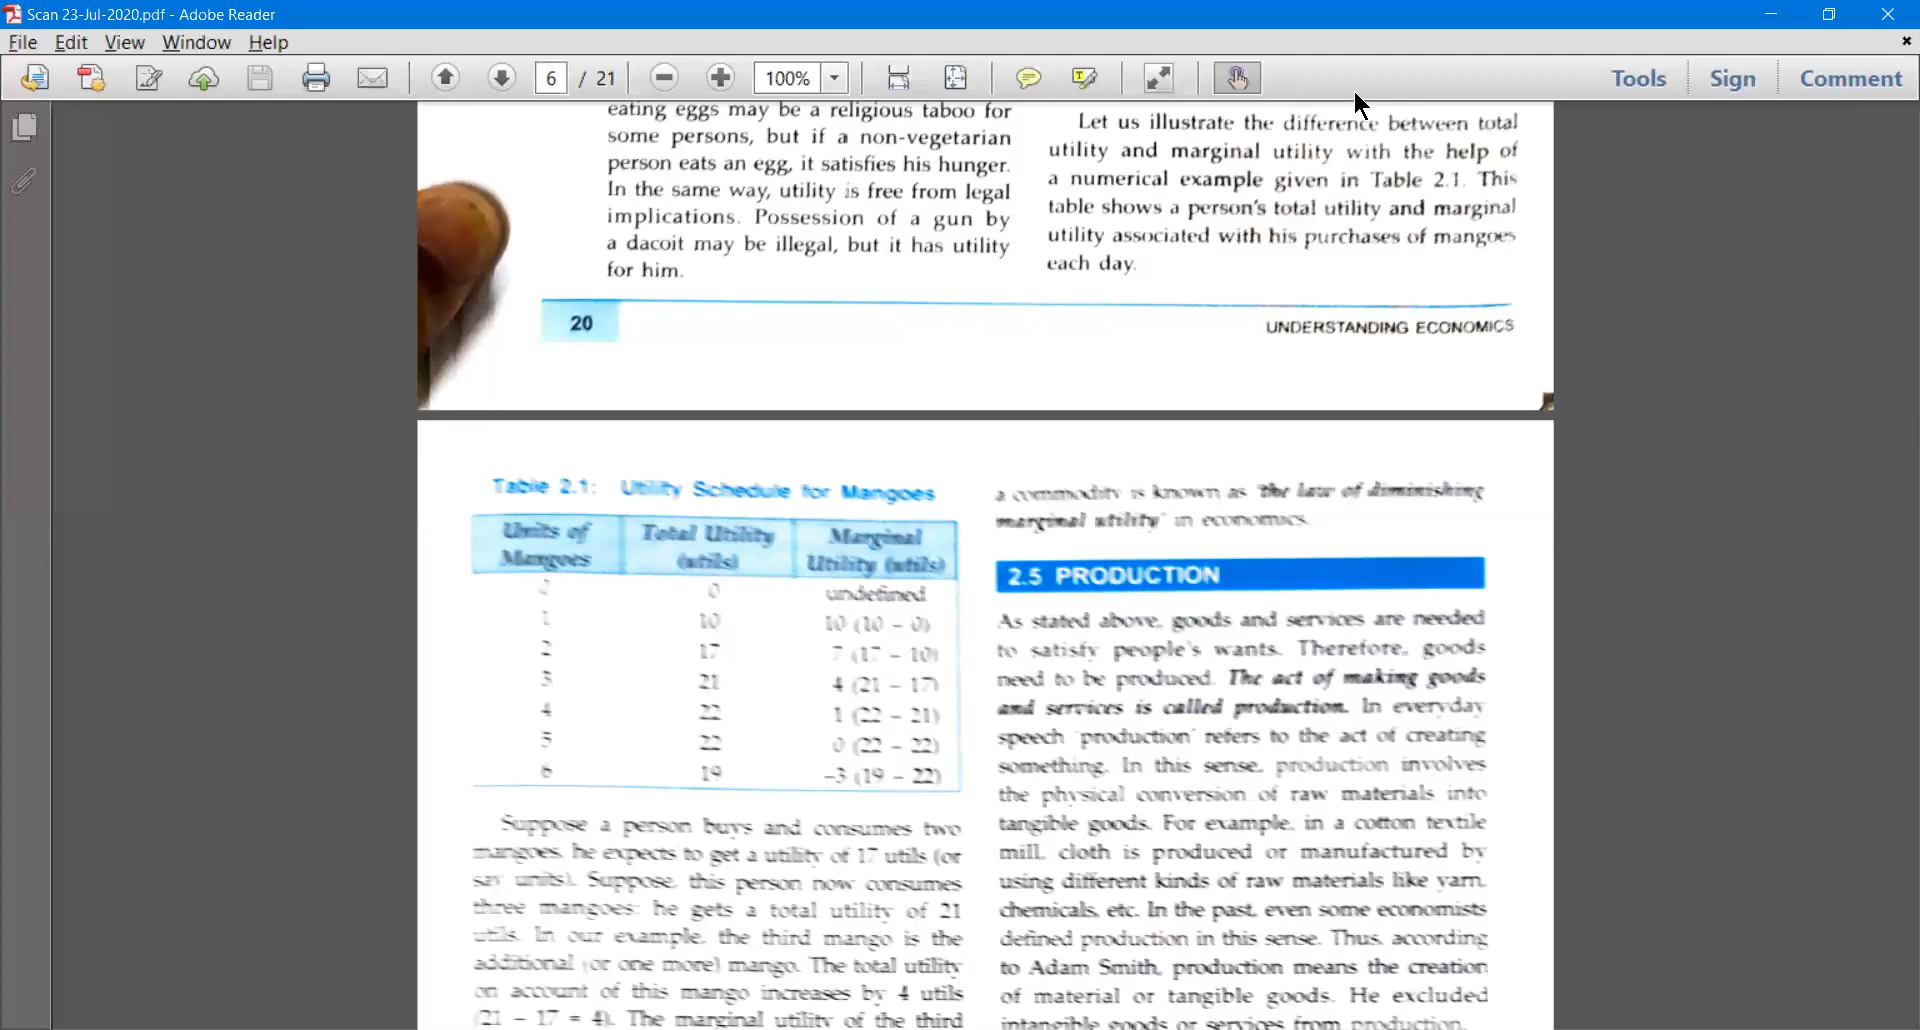 Scan 23-Jul-2020.pdf - Adobe Reader
File Edit View Window Help
6 / 21
100%
Tools Sign Comment
eating eggs may be a religious taboo for
some persons, but if a non-vegetarian
person eats an egg, it satisfies his hunger.
In the same way, utility is free from legal
implications. Possession of a gun by
a dacoit may be illegal, but it has utility
for him.
Let us illustrate the difference between total
utility and marginal utility with the help of
a numerical example given in Table 2.1. This
table shows a person's total utility and marginal
utility associated with his purchases of mangoes
each day.
20
UNDERSTANDING ECONOMICS
Table 2.1: Utility Schedule for Mangoes
Units of Mangoes Total Utility (utils) Marginal Utility (utils)
0 0 undefined
1 10 10 (10 – 0)
2 17 7 (17 – 10)
3 21 4 (21 – 17)
4 22 1 (22 – 21)
5 22 0 (22 – 22)
6 19 –3 (19 – 22)
Suppose a person buys and consumes two
mangoes, he expects to get a utility of 17 utils (or
say units). Suppose, this person now consumes
three mangoes; he gets a total utility of 21
utils. In our example, the third mango is the
additional (or one more) mango. The total utility
on account of this mango increases by 4 utils
(21 – 17 = 4). The marginal utility of the third
a commodity is known as 'the law of diminishing
marginal utility' in economics.
2.5 PRODUCTION
As stated above, goods and services are needed
to satisfy people's wants. Therefore, goods
need to be produced. The act of making goods
and services is called production. In everyday
speech 'production' refers to the act of creating
something. In this sense, production involves
the physical conversion of raw materials into
tangible goods. For example, in a cotton textile
mill, cloth is produced or manufactured by
using different kinds of raw materials like yarn,
chemicals, etc. In the past, even some economists
defined production in this sense. Thus, according
to Adam Smith, production means the creation
of material or tangible goods. He excluded
intangible goods or services from production.